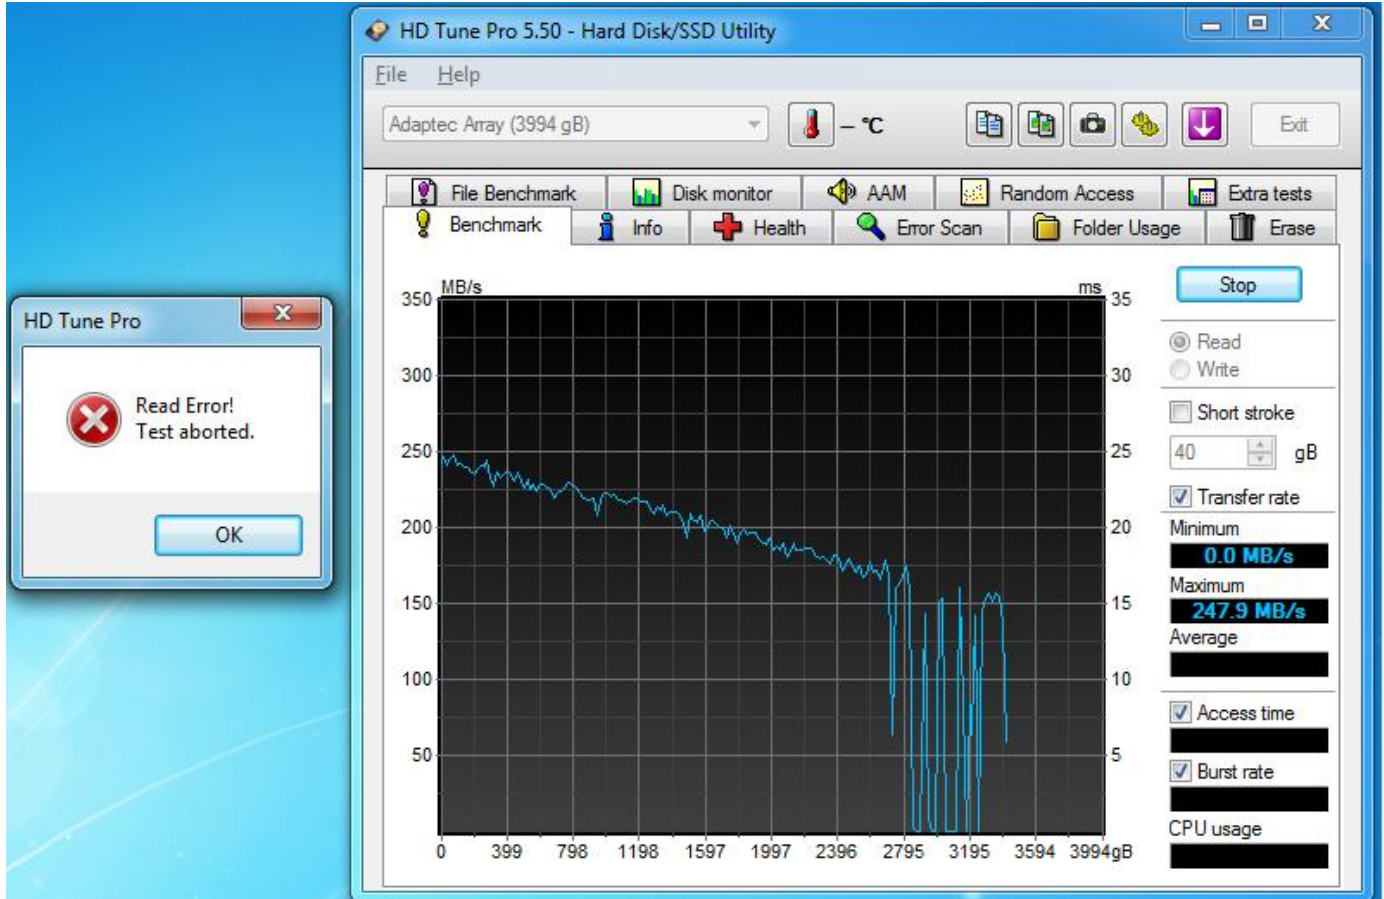 HD Tune Pro 5.50 - Hard Disk/SSD Utility
File Help
Adaptec Array (3994 gB)
– °C
Exit
File Benchmark Disk monitor AAM Random Access Extra tests
Benchmark Info Health Error Scan Folder Usage Erase
MB/s
ms
350
300
250
200
150
100
50
35
30
25
20
15
10
5
0 399 798 1198 1597 1997 2396 2795 3195 3594 3994gB
Stop
Read
Write
Short stroke
40 gB
Transfer rate
Minimum
0.0 MB/s
Maximum
247.9 MB/s
Average
Access time
Burst rate
CPU usage
HD Tune Pro
Read Error!
Test aborted.
OK